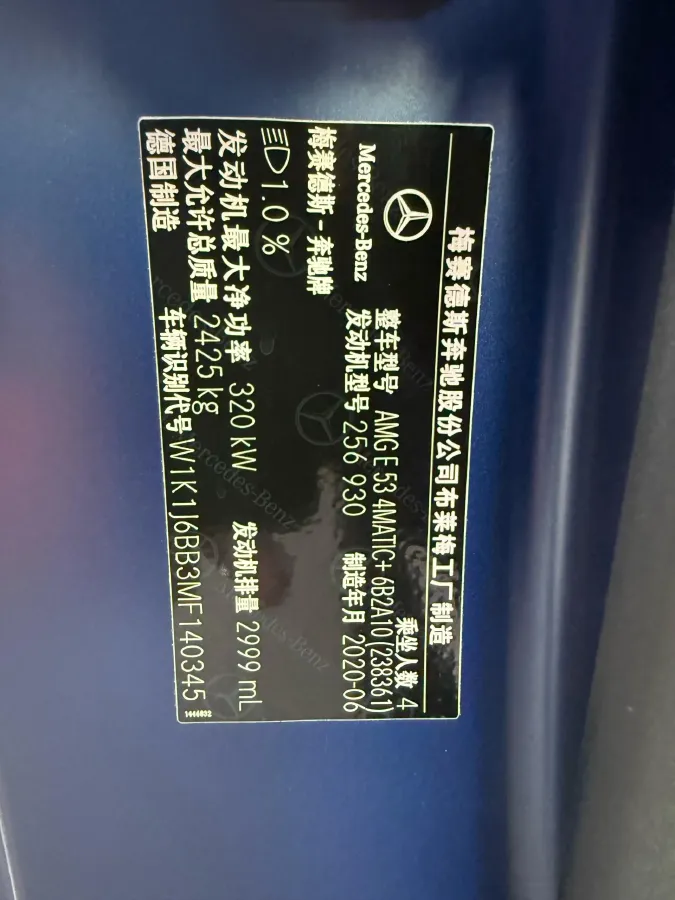 梅赛德斯奔驰股份公司布莱梅工厂制造
Mercedes-Benz
整车型号 AMG E 53 4MATIC+ 6B2A10(238361)
乘坐人数 4
梅赛德斯-奔驰牌
发动机型号 256 930
制造年月 2020-06
1.0 %
发动机最大净功率 320 kW
发动机排量 2999 mL
最大允许总质量 2425 kg
德国制造
车辆识别代号 W1K1J6BB3MF140345
1444032